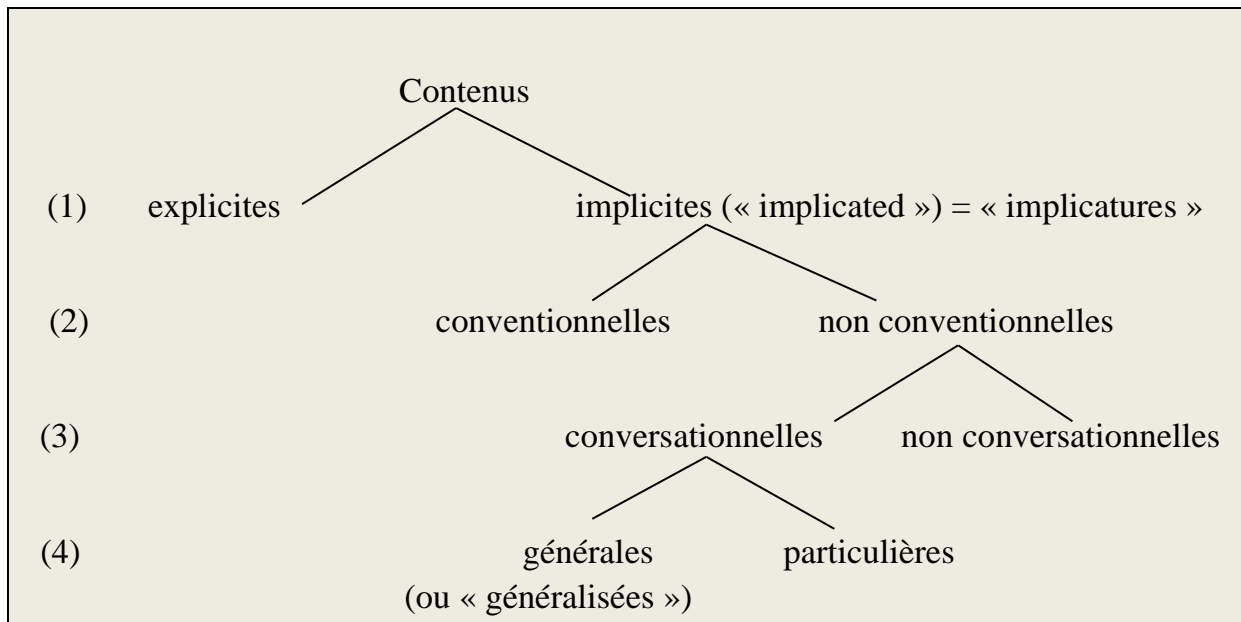 Contenus
(1) explicites implicites (« implicated ») = « implicatures »
(2) conventionnelles non conventionnelles
(3) conversationnelles non conversationnelles
(4) générales particulières
(ou « généralisées »)